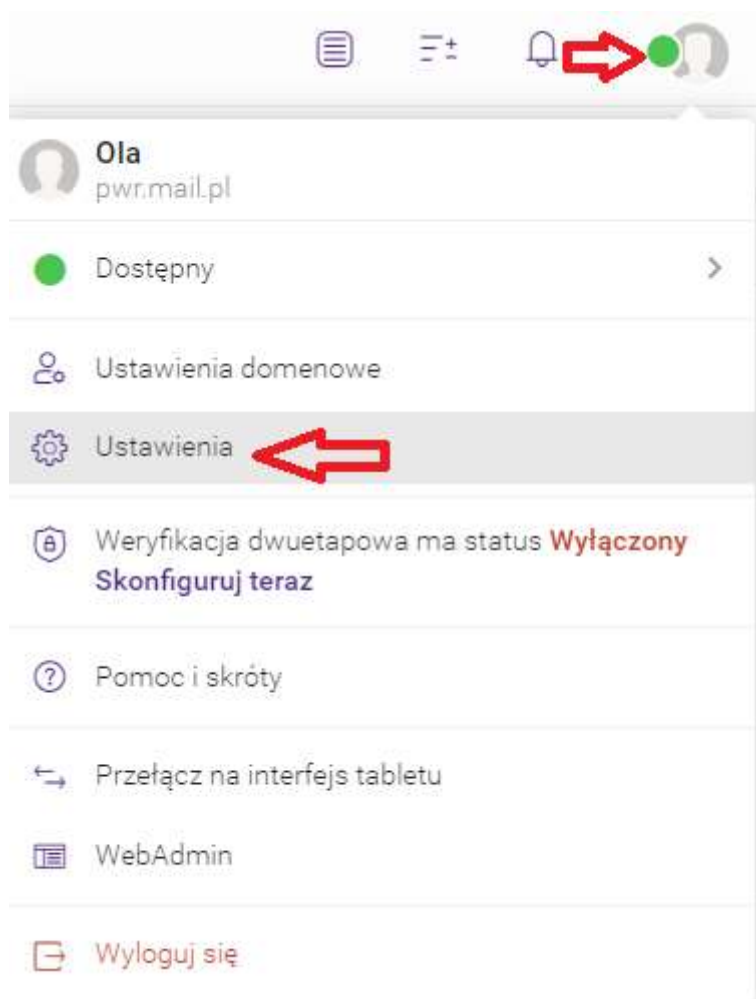 Ola
pwr.mail.pl
Dostępny
Ustawienia domenowe
Ustawienia
Weryfikacja dwuetapowa ma status Wyłączony
Skonfiguruj teraz
Pomoc i skróty
Przełącz na interfejs tabletu
WebAdmin
Wyloguj się